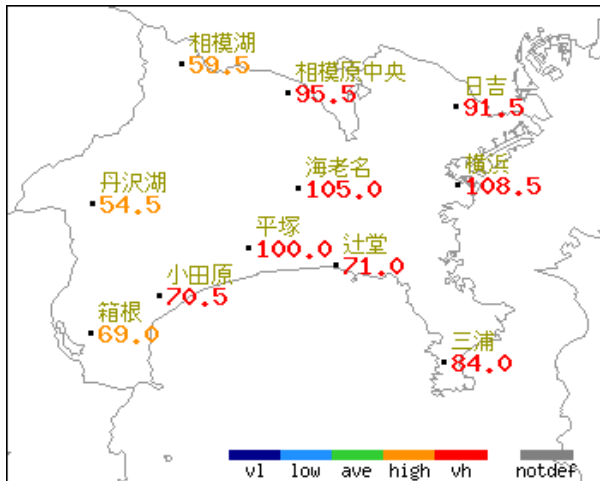 相模湖
59.5
相模原中央
95.5
日吉
91.5
海老名
105.0
横浜
108.5
丹沢湖
54.5
平塚
100.0
辻堂
71.0
小田原
70.5
箱根
69.0
三浦
84.0
vl low ave high vh notdef